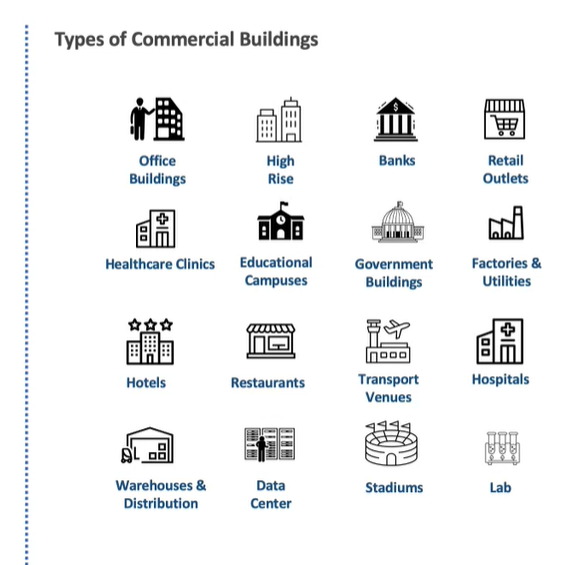 Types of Commercial Buildings
$
Office
Buildings
High
Rise
Banks
Retail
Outlets
Healthcare Clinics
Educational
Campuses
Government
Buildings
Factories &
Utilities
Hotels
Restaurants
Transport
Venues
Hospitals
Warehouses &
Distribution
Data
Center
Stadiums
Lab